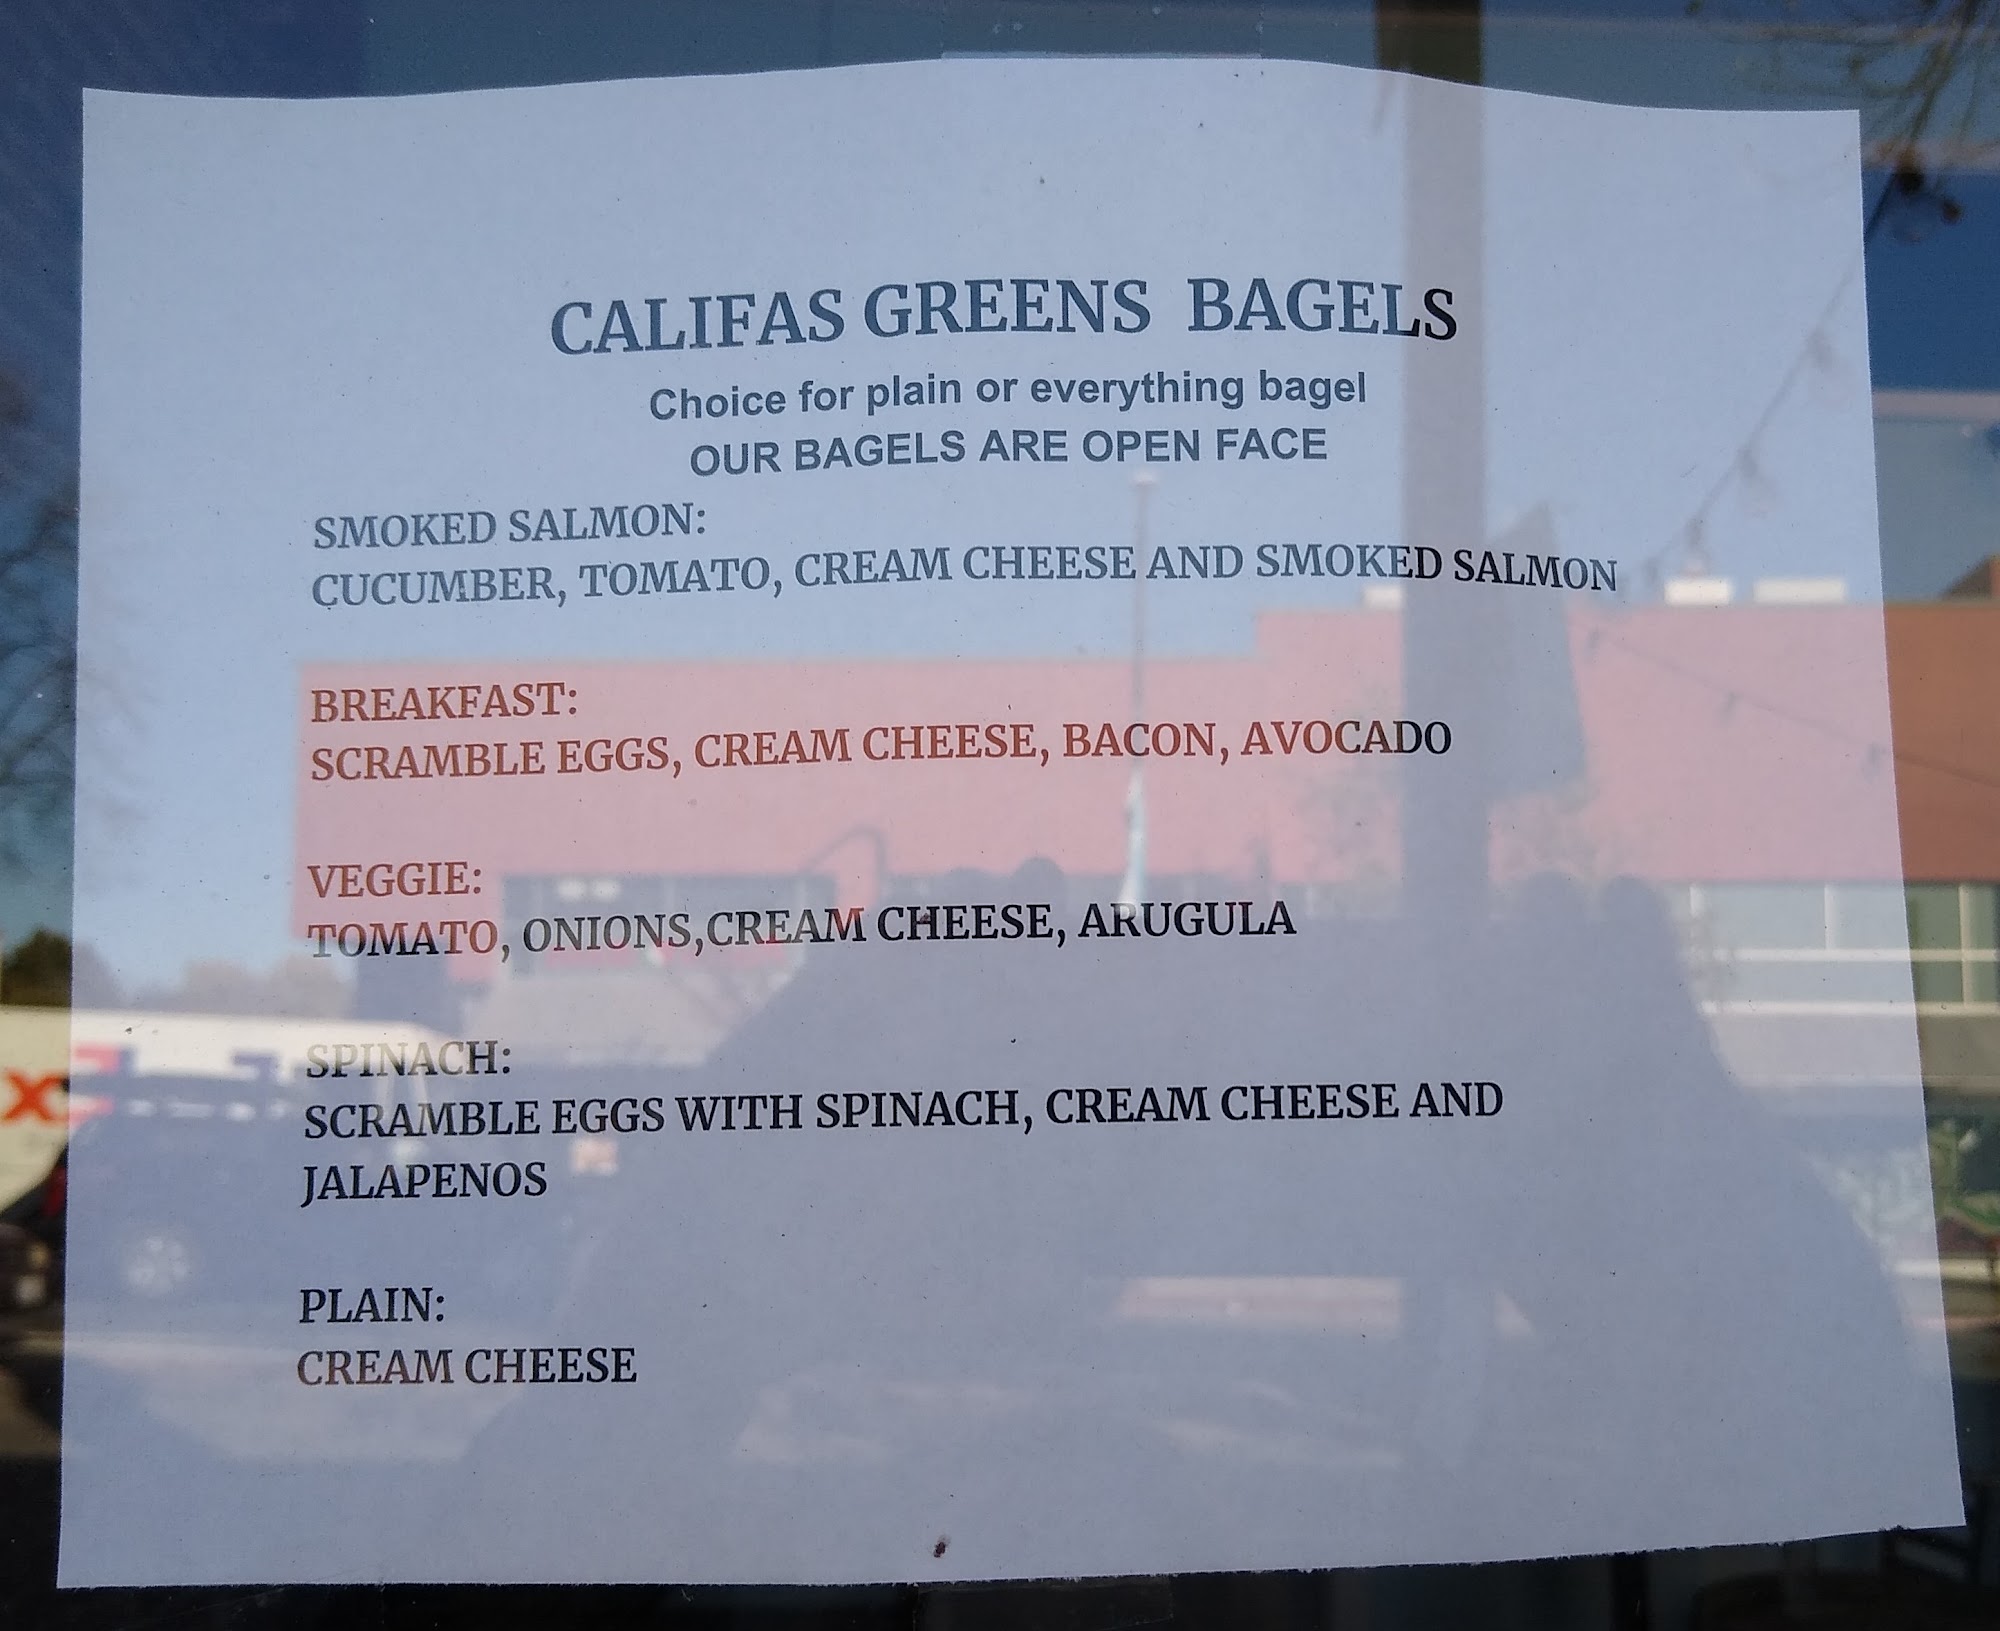 CALIFAS GREENS BAGELS
Choice for plain or everything bagel
OUR BAGELS ARE OPEN FACE
SMOKED SALMON:
CUCUMBER, TOMATO, CREAM CHEESE AND SMOKED SALMON
BREAKFAST:
SCRAMBLE EGGS, CREAM CHEESE, BACON, AVOCADO
VEGGIE:
TOMATO, ONIONS,CREAM CHEESE, ARUGULA
SPINACH:
SCRAMBLE EGGS WITH SPINACH, CREAM CHEESE AND
JALAPENOS
PLAIN:
CREAM CHEESE